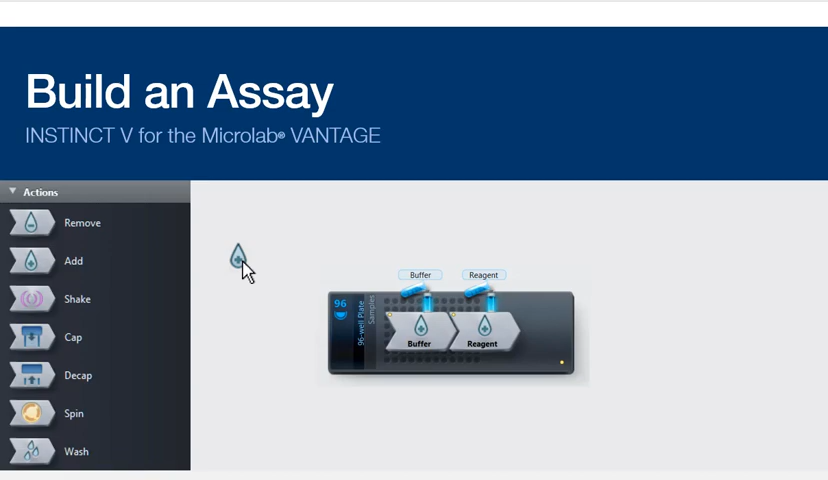 Build an Assay
INSTINCT V for the Microlab® VANTAGE
Actions
Remove
Add
Shake
Cap
Decap
Spin
Wash
Buffer
Reagent
96
96-well Plate
Samples
Buffer
Reagent